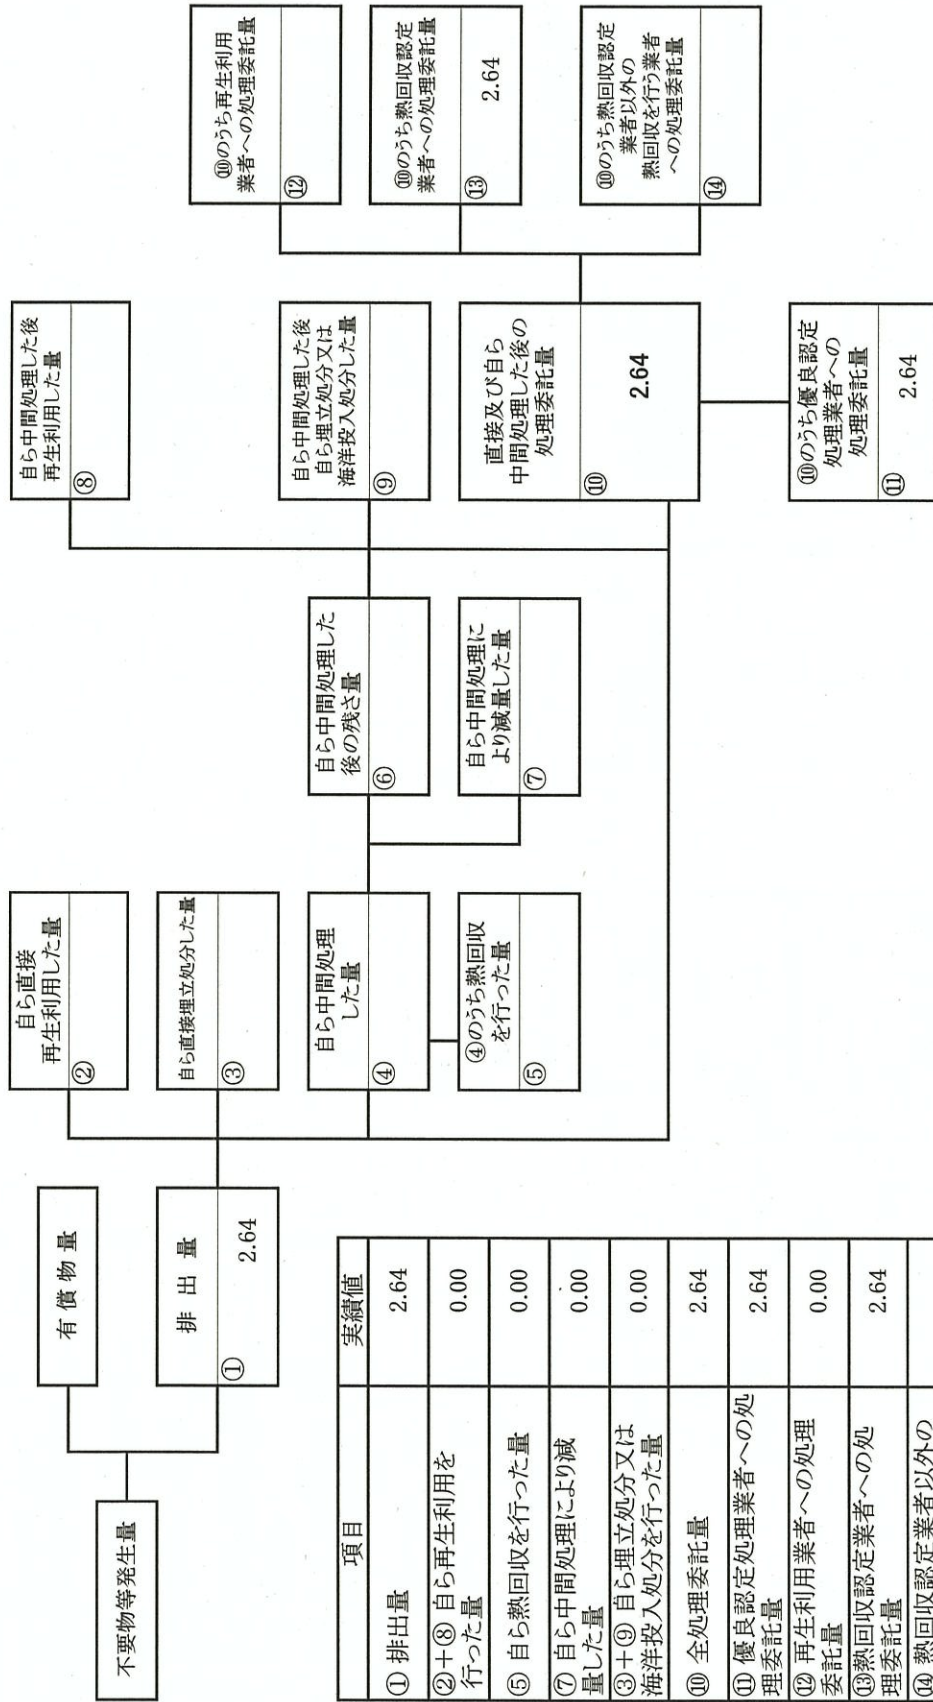 不要物等発生量
有償物量
排出量
①
2.64
自ら直接
再生利用した量
②
自ら直接埋立処分した量
③
自ら中間処理
した量
④
④のうち熱回収
を行った量
⑤
自ら中間処理した
後の残さ量
⑥
自ら中間処理に
より減量した量
⑦
自ら中間処理した後
再生利用した量
⑧
自ら中間処理した後
自ら埋立処分又は
海洋投入処分した量
⑨
直接及び自ら
中間処理した後の
処理委託量
⑩
2.64
⑩のうち優良認定
処理業者への
処理委託量
⑪
2.64
⑩のうち再生利用
業者への処理委託量
⑫
⑩のうち熱回収認定
業者への処理委託量
⑬
2.64
⑩のうち熱回収認定
業者以外の
熱回収を行う業者
への処理委託量
⑭
項目 実績値
①排出量 2.64
②+⑧自ら再生利用を
行った量 0.00
⑤自ら熱回収を行った量 0.00
⑦自ら中間処理により減
量した量 0.00
③+⑨自ら埋立処分又は
海洋投入処分を行った量 0.00
⑩全処理委託量 2.64
⑪優良認定処理業者への処
理委託量 2.64
⑫再生利用業者への処理
委託量 0.00
⑬熱回収認定業者への処
理委託量 2.64
⑭熱回収認定業者以外の